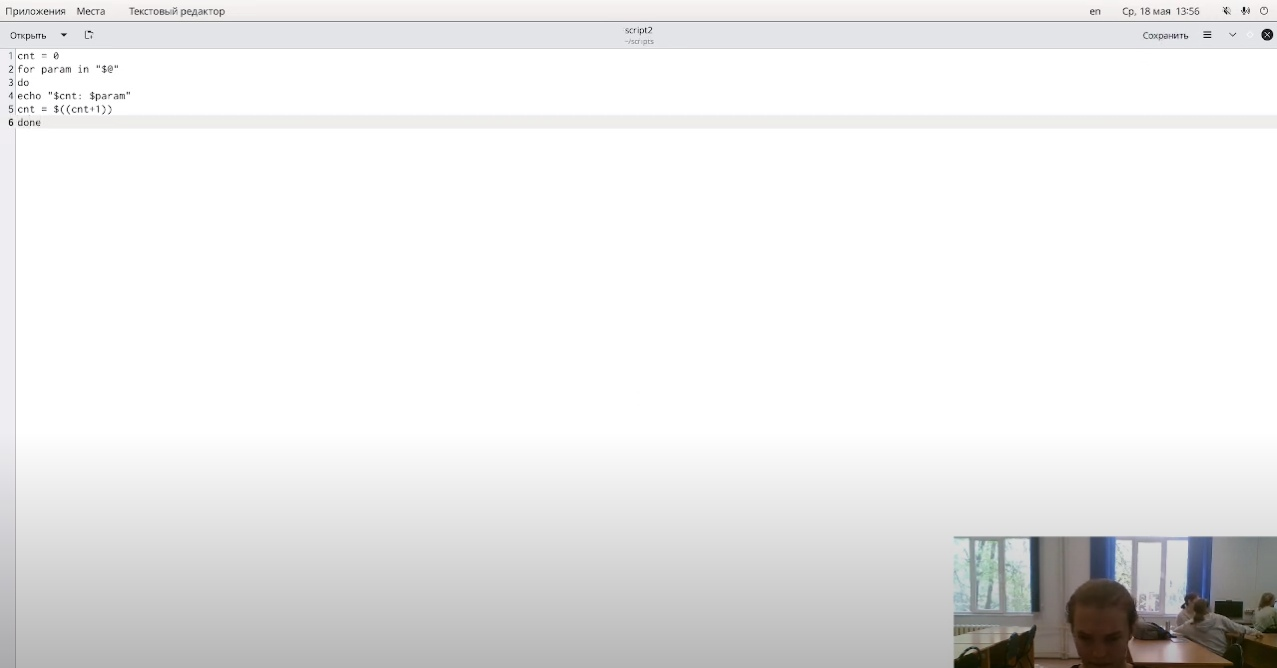 Приложения Места Текстовый редактор en Ср, 18 мая 13:56
Открыть script2 Сохранить
~/scripts
1 cnt = 0
2 for param in "$@"
3 do
4 echo "$cnt: $param"
5 cnt = $((cnt+1))
6 done